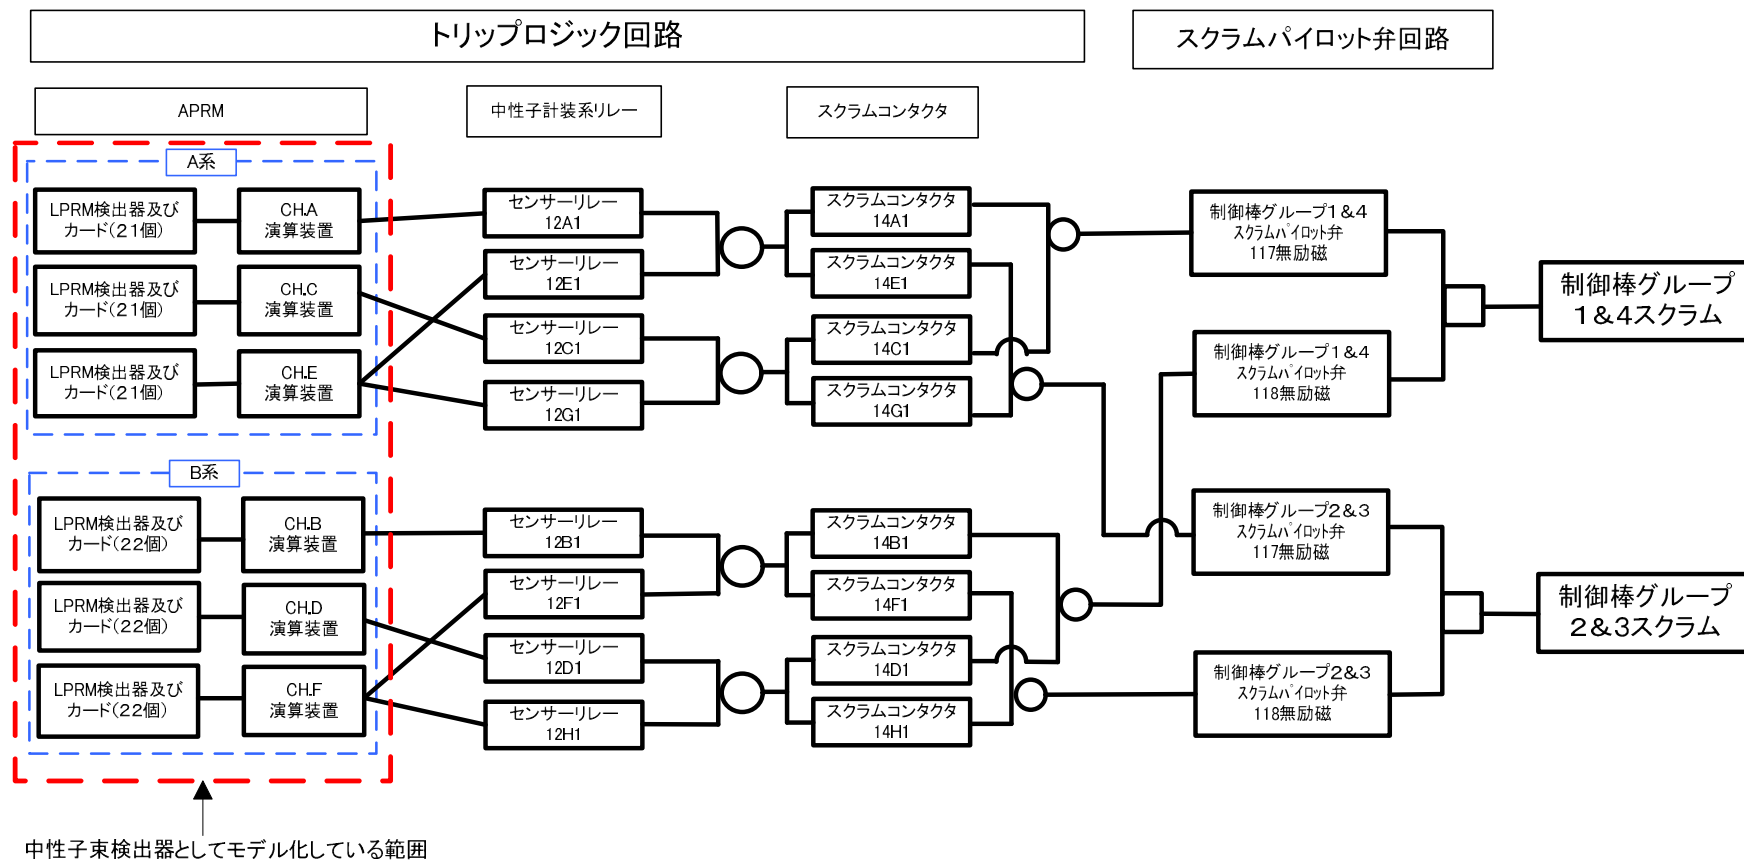 トリップロジック回路
スクラムパイロット弁回路
APRM
中性子計装系リレー
スクラムコンタクタ
A系
LPRM検出器及び
カード(21個)
CH.A
演算装置
LPRM検出器及び
カード(21個)
CH.C
演算装置
LPRM検出器及び
カード(21個)
CH.E
演算装置
B系
LPRM検出器及び
カード(22個)
CH.B
演算装置
LPRM検出器及び
カード(22個)
CH.D
演算装置
LPRM検出器及び
カード(22個)
CH.F
演算装置
センサーリレー
12A1
センサーリレー
12E1
センサーリレー
12C1
センサーリレー
12G1
センサーリレー
12B1
センサーリレー
12F1
センサーリレー
12D1
センサーリレー
12H1
スクラムコンタクタ
14A1
スクラムコンタクタ
14E1
スクラムコンタクタ
14C1
スクラムコンタクタ
14G1
スクラムコンタクタ
14B1
スクラムコンタクタ
14F1
スクラムコンタクタ
14D1
スクラムコンタクタ
14H1
制御棒グループ1&4
スクラムパイロット弁
117無励磁
制御棒グループ1&4
スクラムパイロット弁
118無励磁
制御棒グループ2&3
スクラムパイロット弁
117無励磁
制御棒グループ2&3
スクラムパイロット弁
118無励磁
制御棒グループ
1&4スクラム
制御棒グループ
2&3スクラム
中性子束検出器としてモデル化している範囲